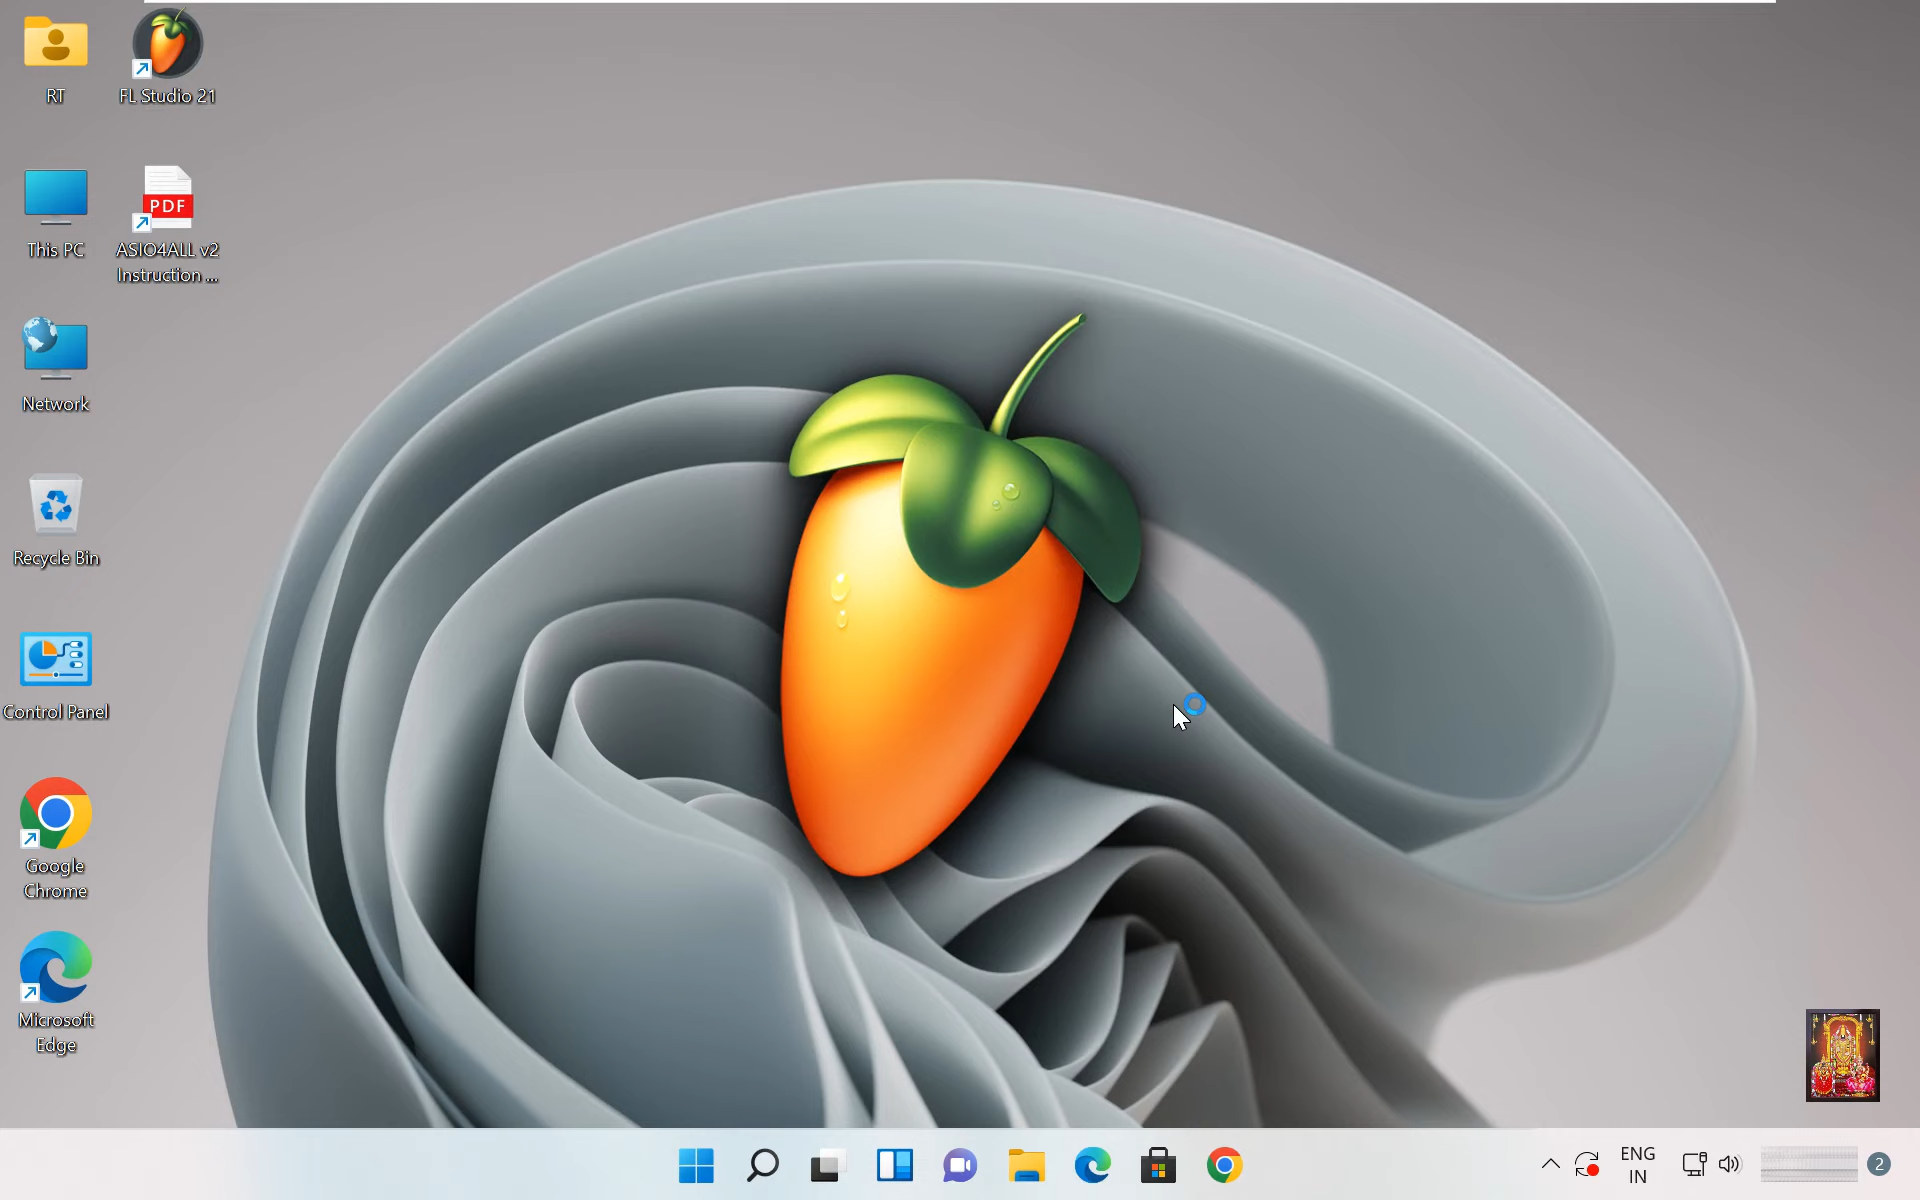 RT
FL Studio 21
This PC
PDF
ASIO4ALL v2
Instruction ...
Network
Recycle Bin
Control Panel
Google
Chrome
Microsoft
Edge
ENG
IN
2